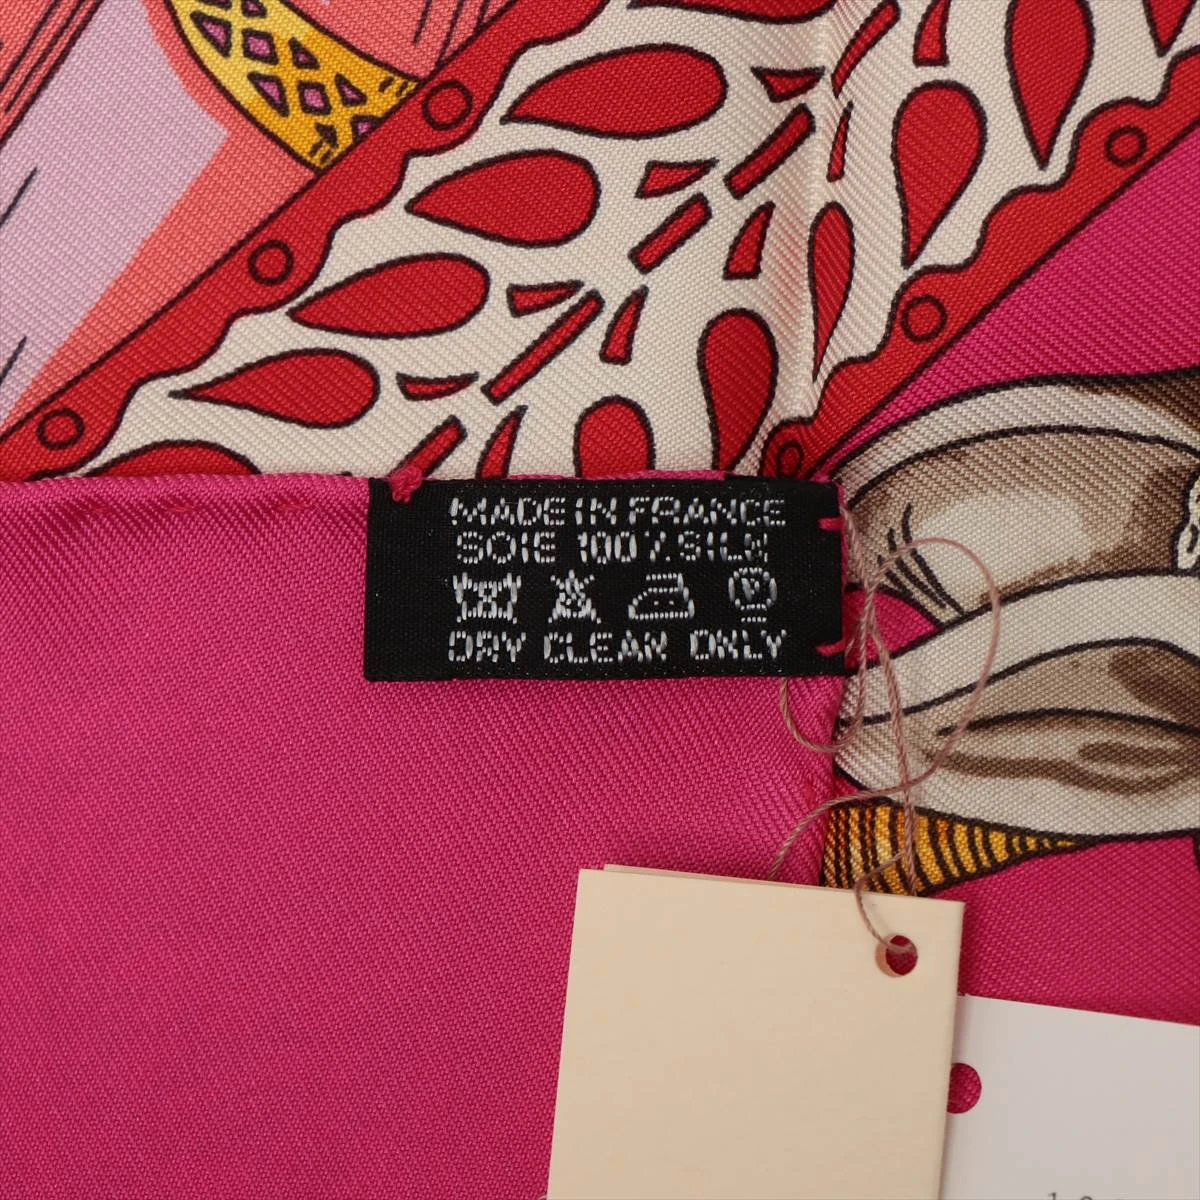 MADE IN FRANCE
SOIE 100% SILK
P
DRY CLEAN ONLY